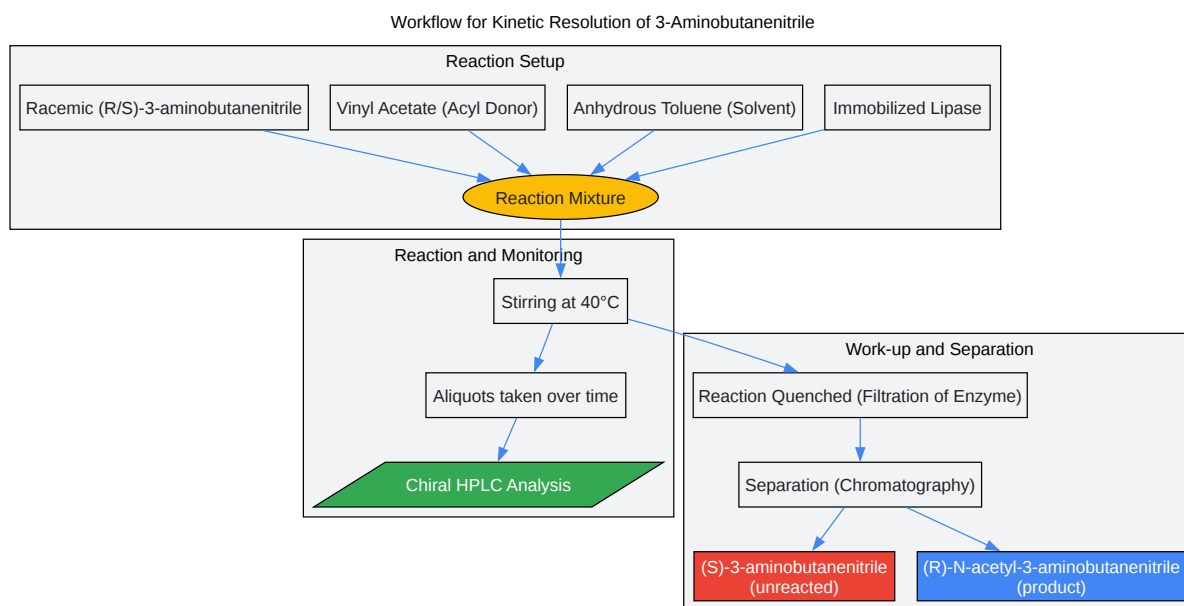 Workflow for Kinetic Resolution of 3-Aminobutanenitrile
Reaction Setup
Racemic (R/S)-3-aminobutanenitrile
Vinyl Acetate (Acyl Donor)
Anhydrous Toluene (Solvent)
Immobilized Lipase
Reaction Mixture
Reaction and Monitoring
Stirring at 40°C
Aliquots taken over time
Chiral HPLC Analysis
Work-up and Separation
Reaction Quenched (Filtration of Enzyme)
Separation (Chromatography)
(S)-3-aminobutanenitrile
(unreacted)
(R)-N-acetyl-3-aminobutanenitrile
(product)